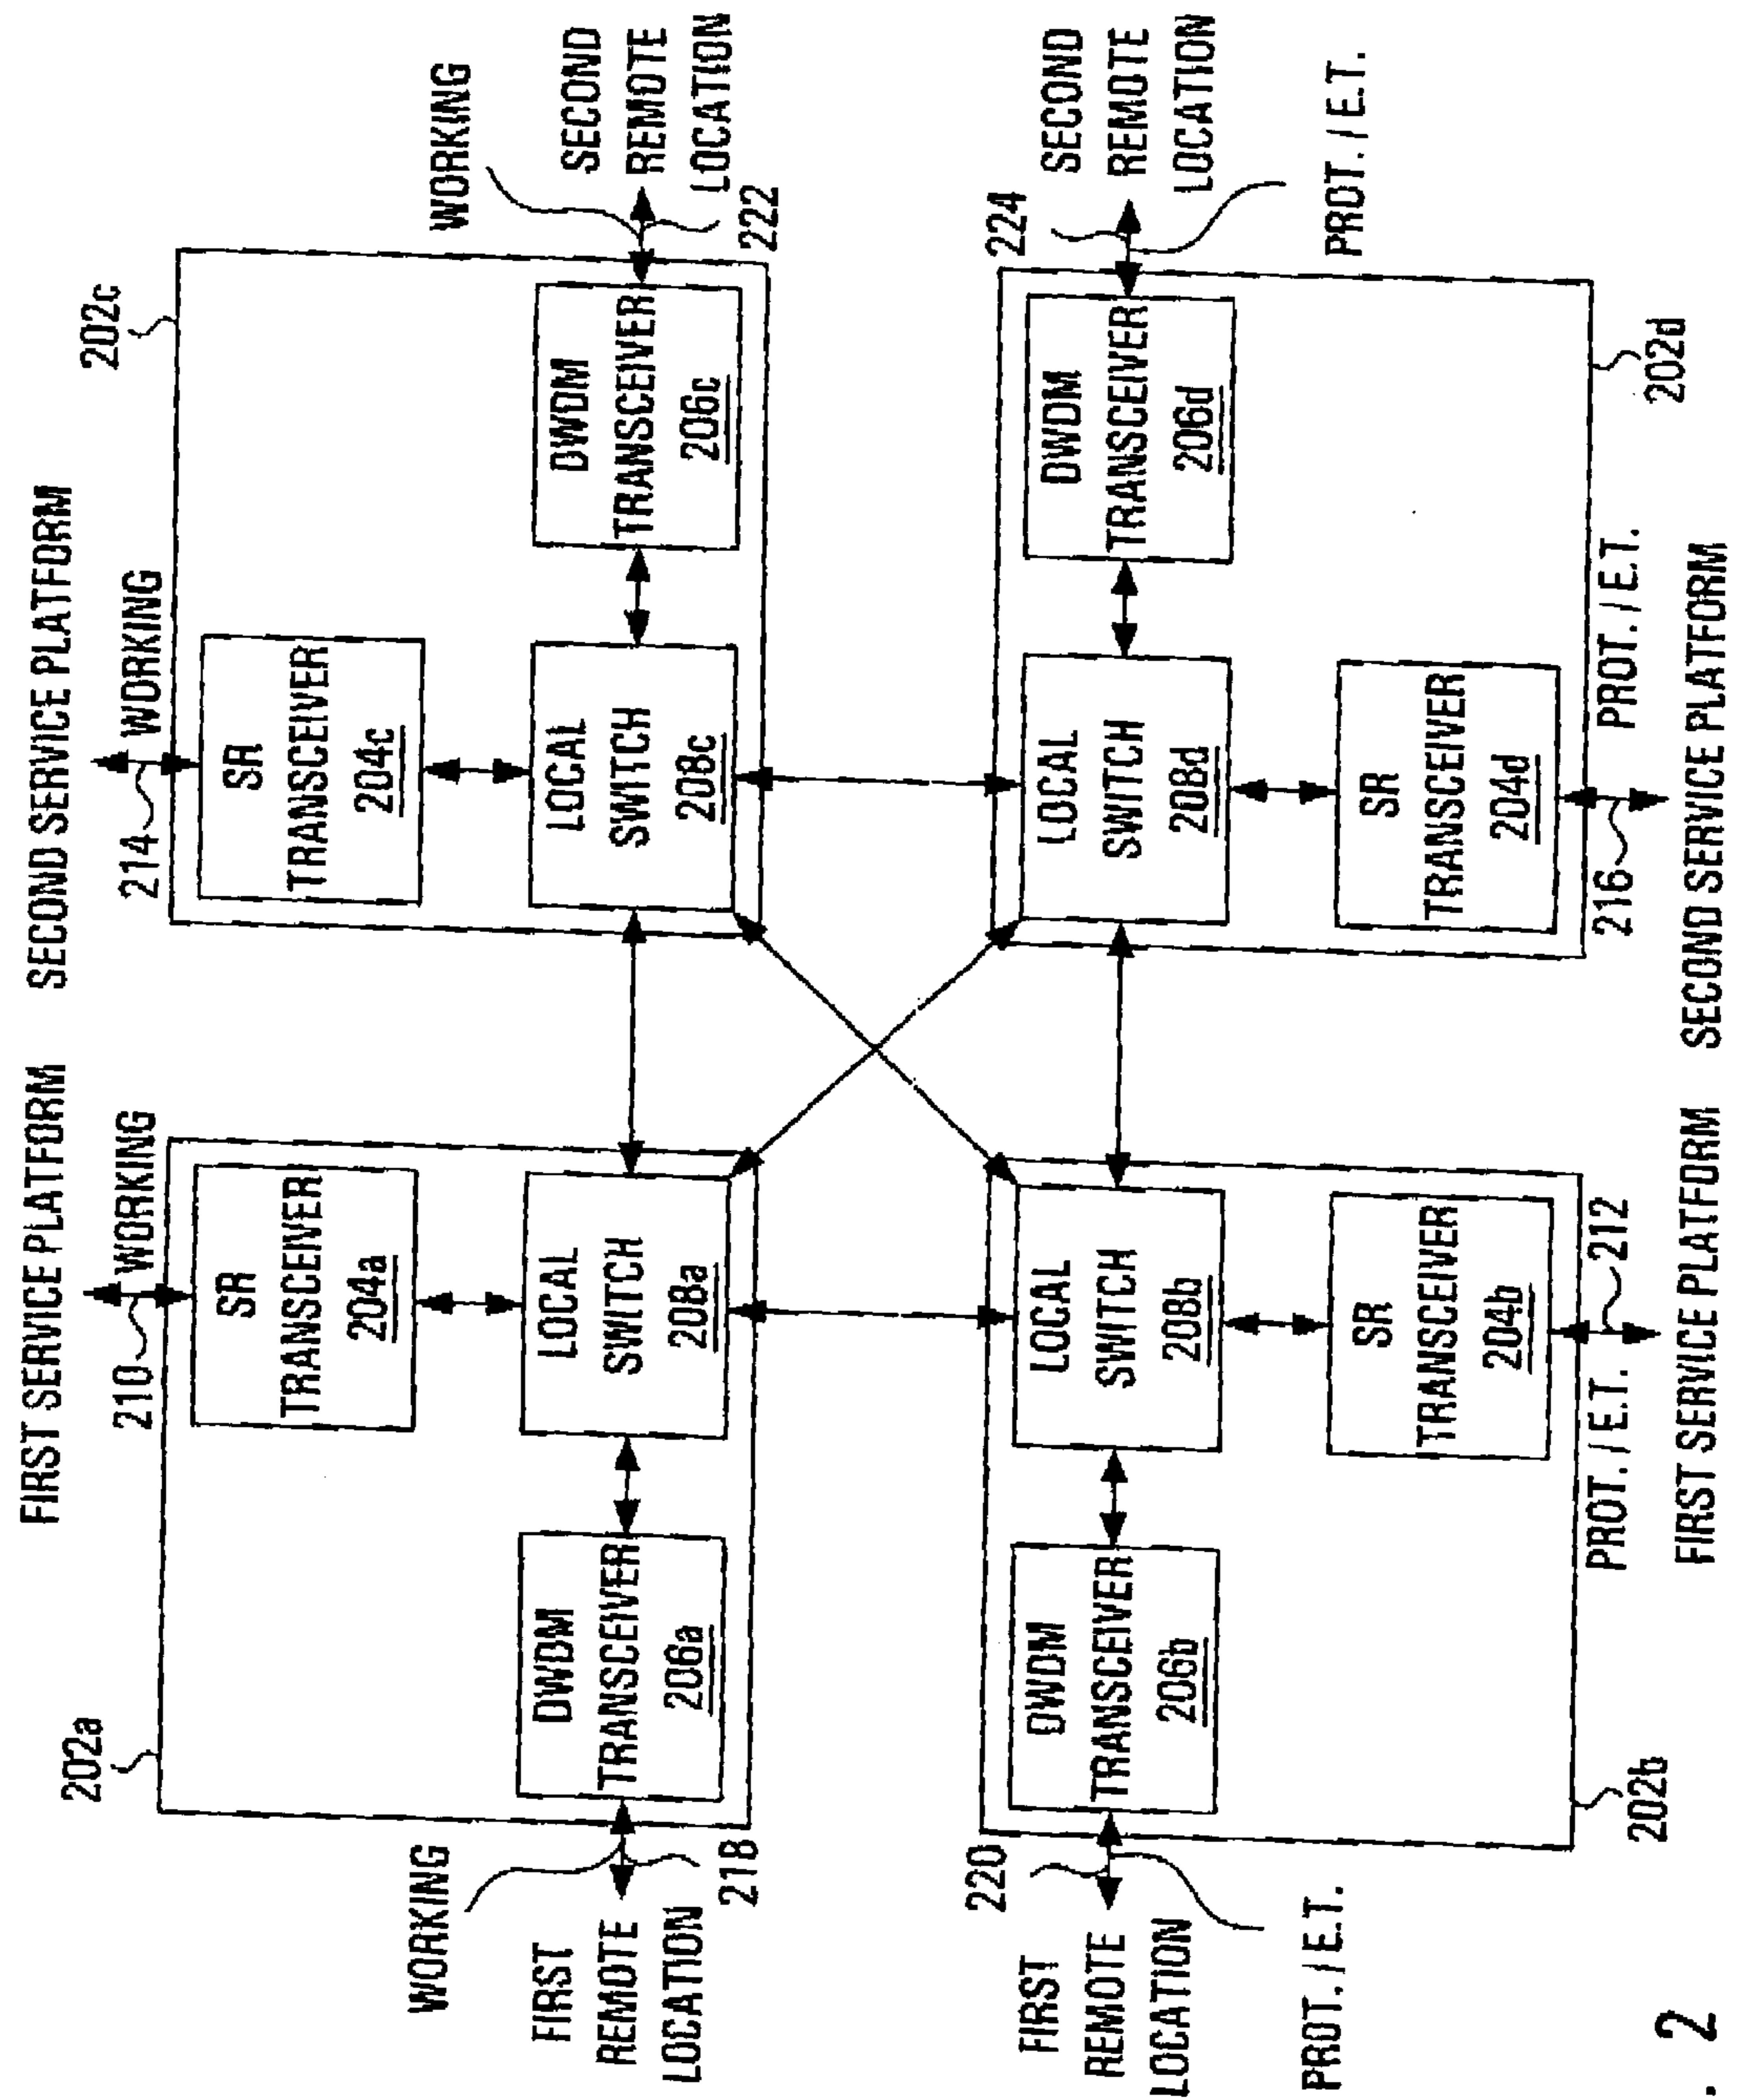 FIRST SERVICE PLATFORM
SECOND SERVICE PLATFORM
202a
210
WORKING
214
WORKING
202c
SR
TRANSCEIVER
204a
SR
TRANSCEIVER
204c
WORKING
WORKING
FIRST
REMOTE
LOCATION
218
DWDM
TRANSCEIVER
206a
LOCAL
SWITCH
208a
LOCAL
SWITCH
208c
DWDM
TRANSCEIVER
206c
SECOND
REMOTE
LOCATION
222
220
FIRST
REMOTE
LOCATION
PROT. / E.T.
DWDM
TRANSCEIVER
206b
LOCAL
SWITCH
208b
LOCAL
SWITCH
208d
DWDM
TRANSCEIVER
206d
224
SECOND
REMOTE
LOCATION
PROT. / E.T.
SR
TRANSCEIVER
204b
SR
TRANSCEIVER
204d
202b
PROT. / E.T.
212
216
PROT. / E.T.
202d
FIRST SERVICE PLATFORM
SECOND SERVICE PLATFORM
. 2